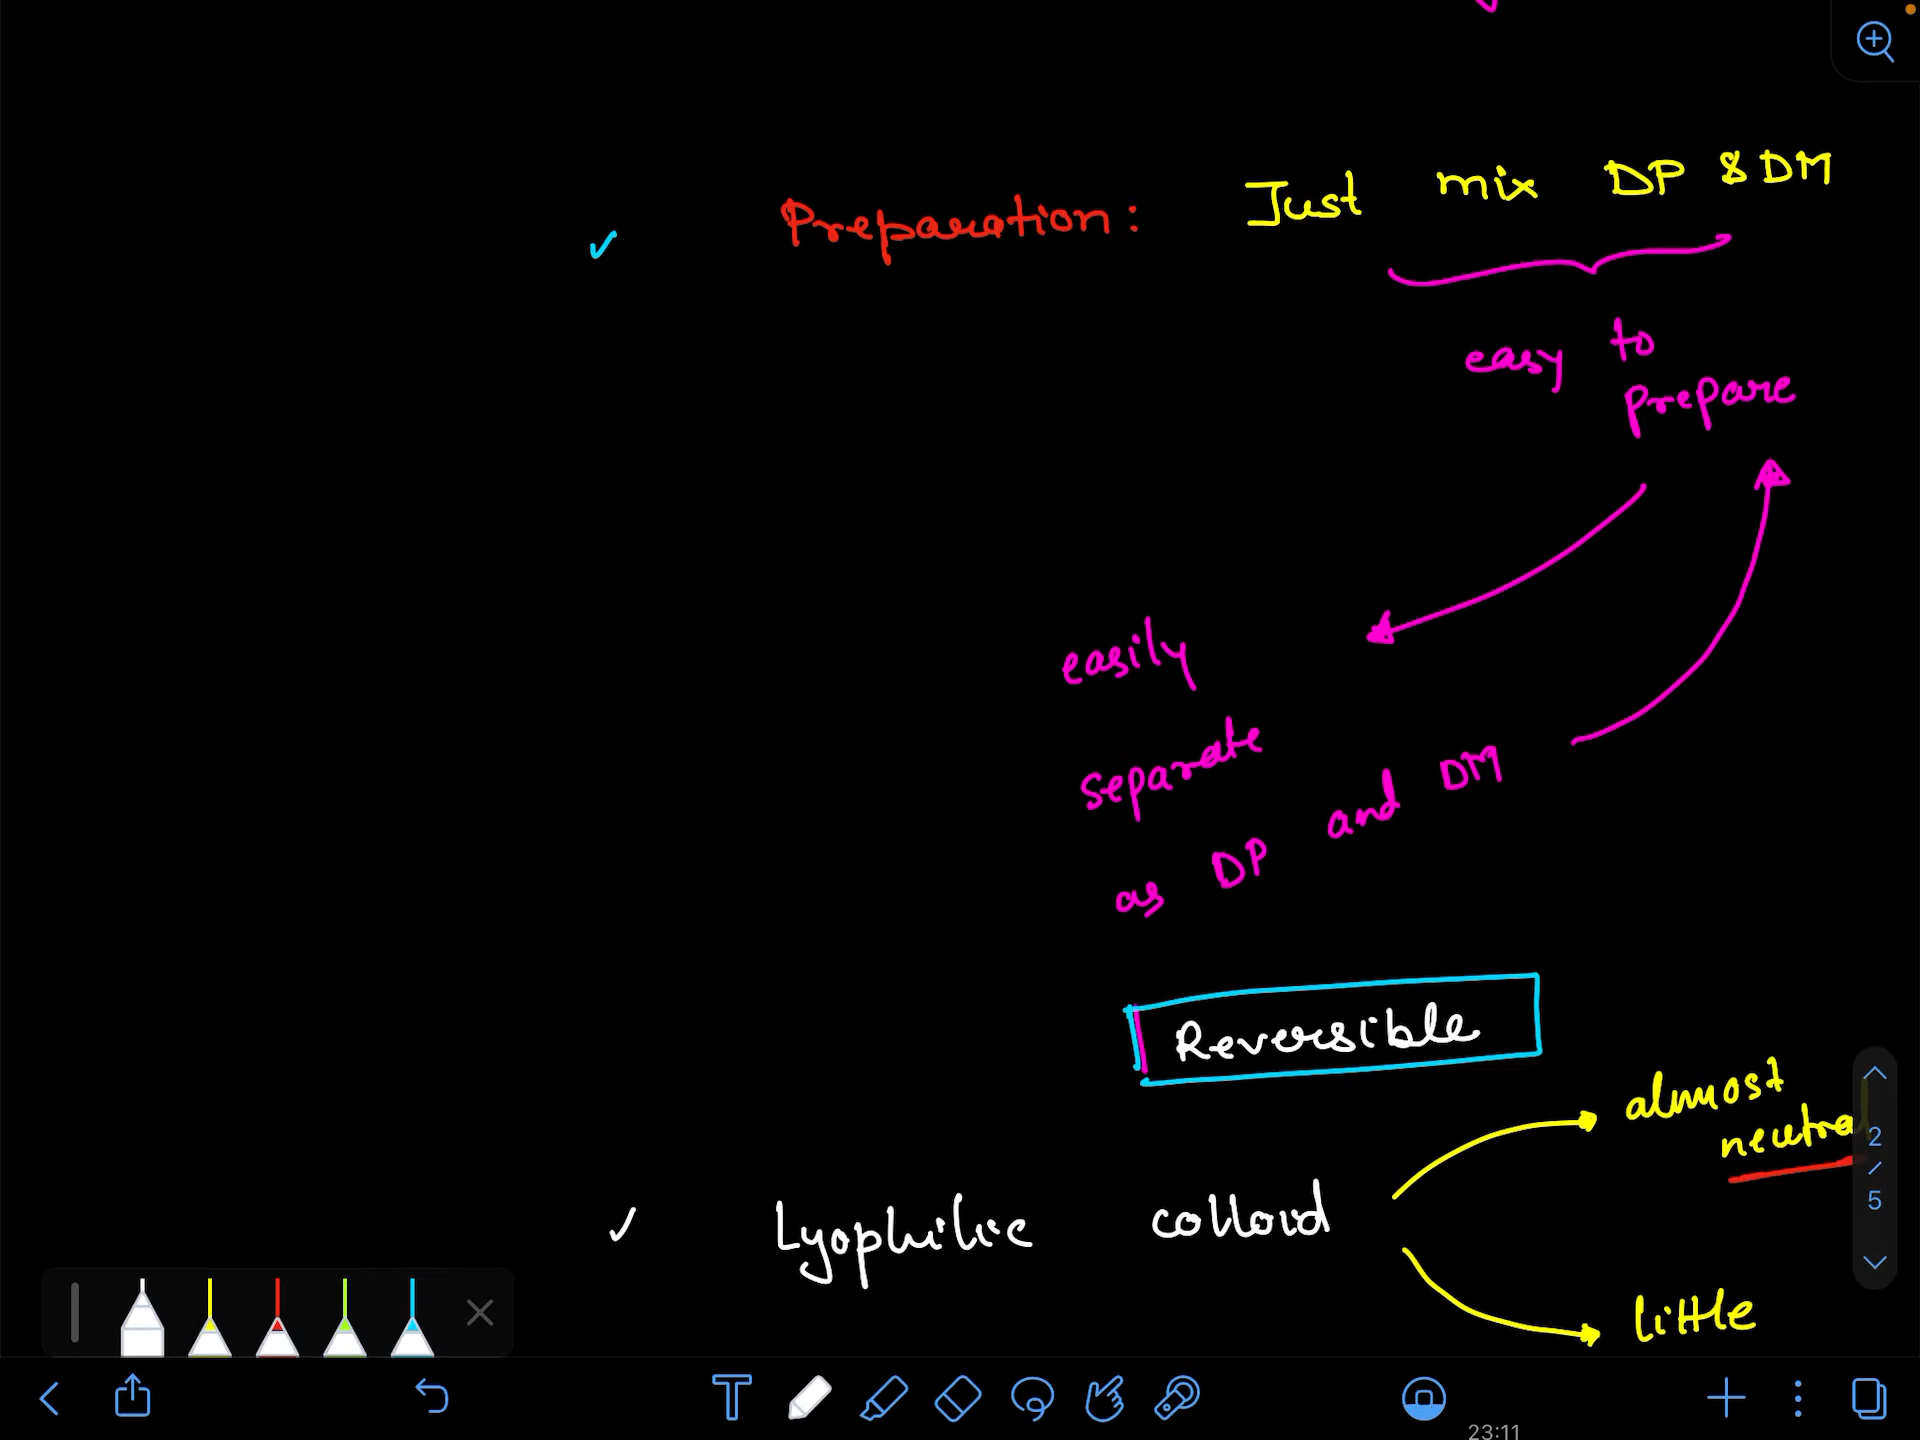 Preparation: Just mix DP & DM
easy to
prepare
easily
separate
as DP and DM
Reversible
almost
neutra
Lyophilic colloid
little
2
/
5
23:11